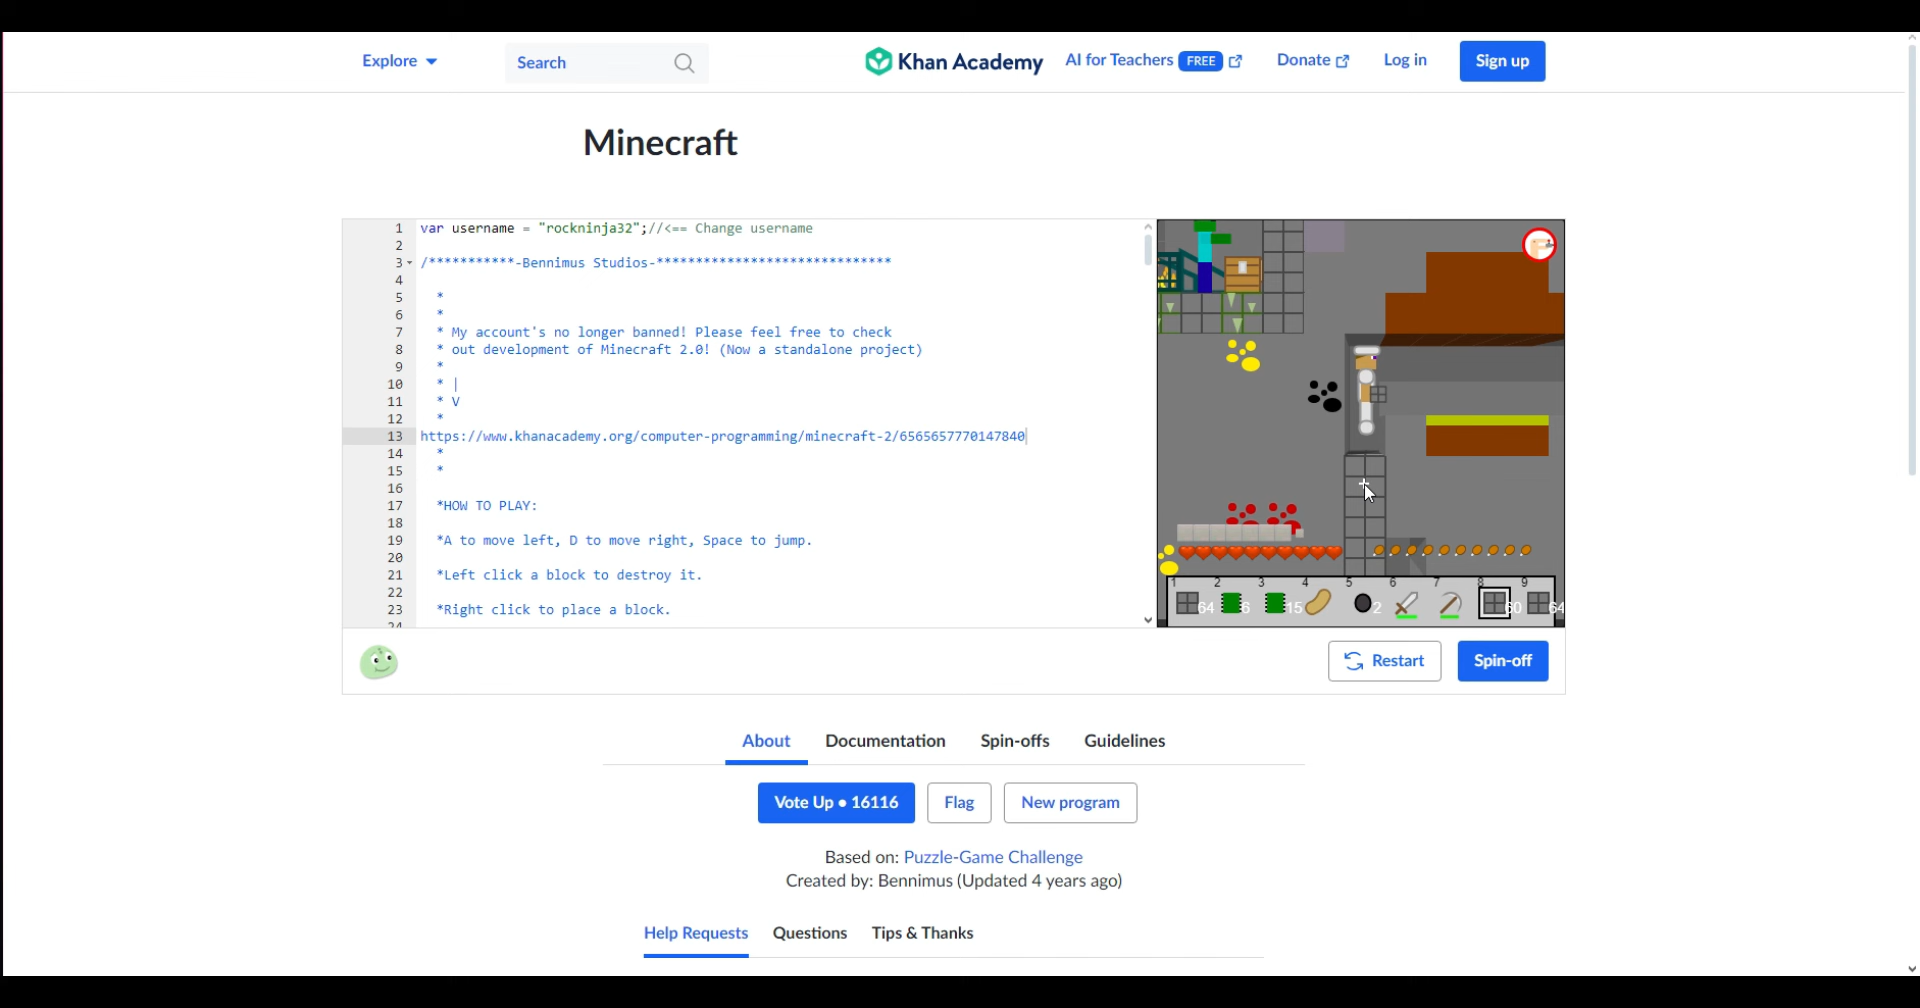 Explore
Search
Khan Academy
AI for Teachers FREE
Donate
Log in
Sign up
Minecraft
1 var username = "rockninja32";//<== Change username
2
3 /***********-Bennimus Studios-******************************
4
5 *
6 *
7 * My account's no longer banned! Please feel free to check
8 * out development of Minecraft 2.0! (Now a standalone project)
9 *
10 * |
11 * V
12 *
13 https://www.khanacademy.org/computer-programming/minecraft-2/6565657770147840
14 *
15 *
16
17 *HOW TO PLAY:
18
19 *A to move left, D to move right, Space to jump.
20
21 *Left click a block to destroy it.
22
23 *Right click to place a block.
24
1 2 3 4 5 6 7 8 9
64 6 15 2 60 64
Restart
Spin-off
About Documentation Spin-offs Guidelines
Vote Up • 16116 Flag New program
Based on: Puzzle-Game Challenge
Created by: Bennimus (Updated 4 years ago)
Help Requests Questions Tips & Thanks